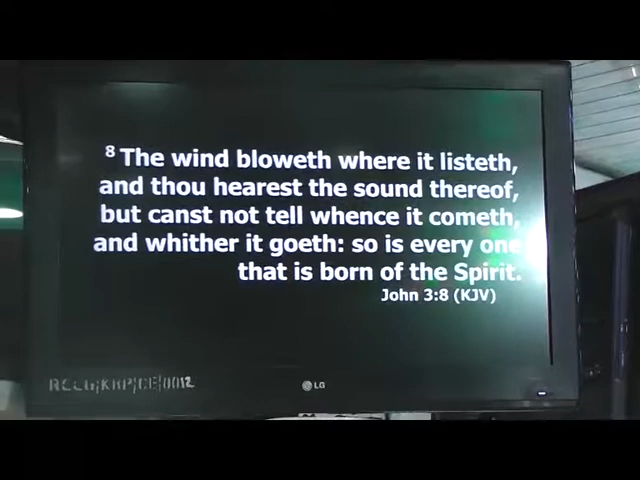 8 The wind bloweth where it listeth,
and thou hearest the sound thereof,
but canst not tell whence it cometh,
and whither it goeth: so is every one
that is born of the Spirit.
John 3:8 (KJV)
LG